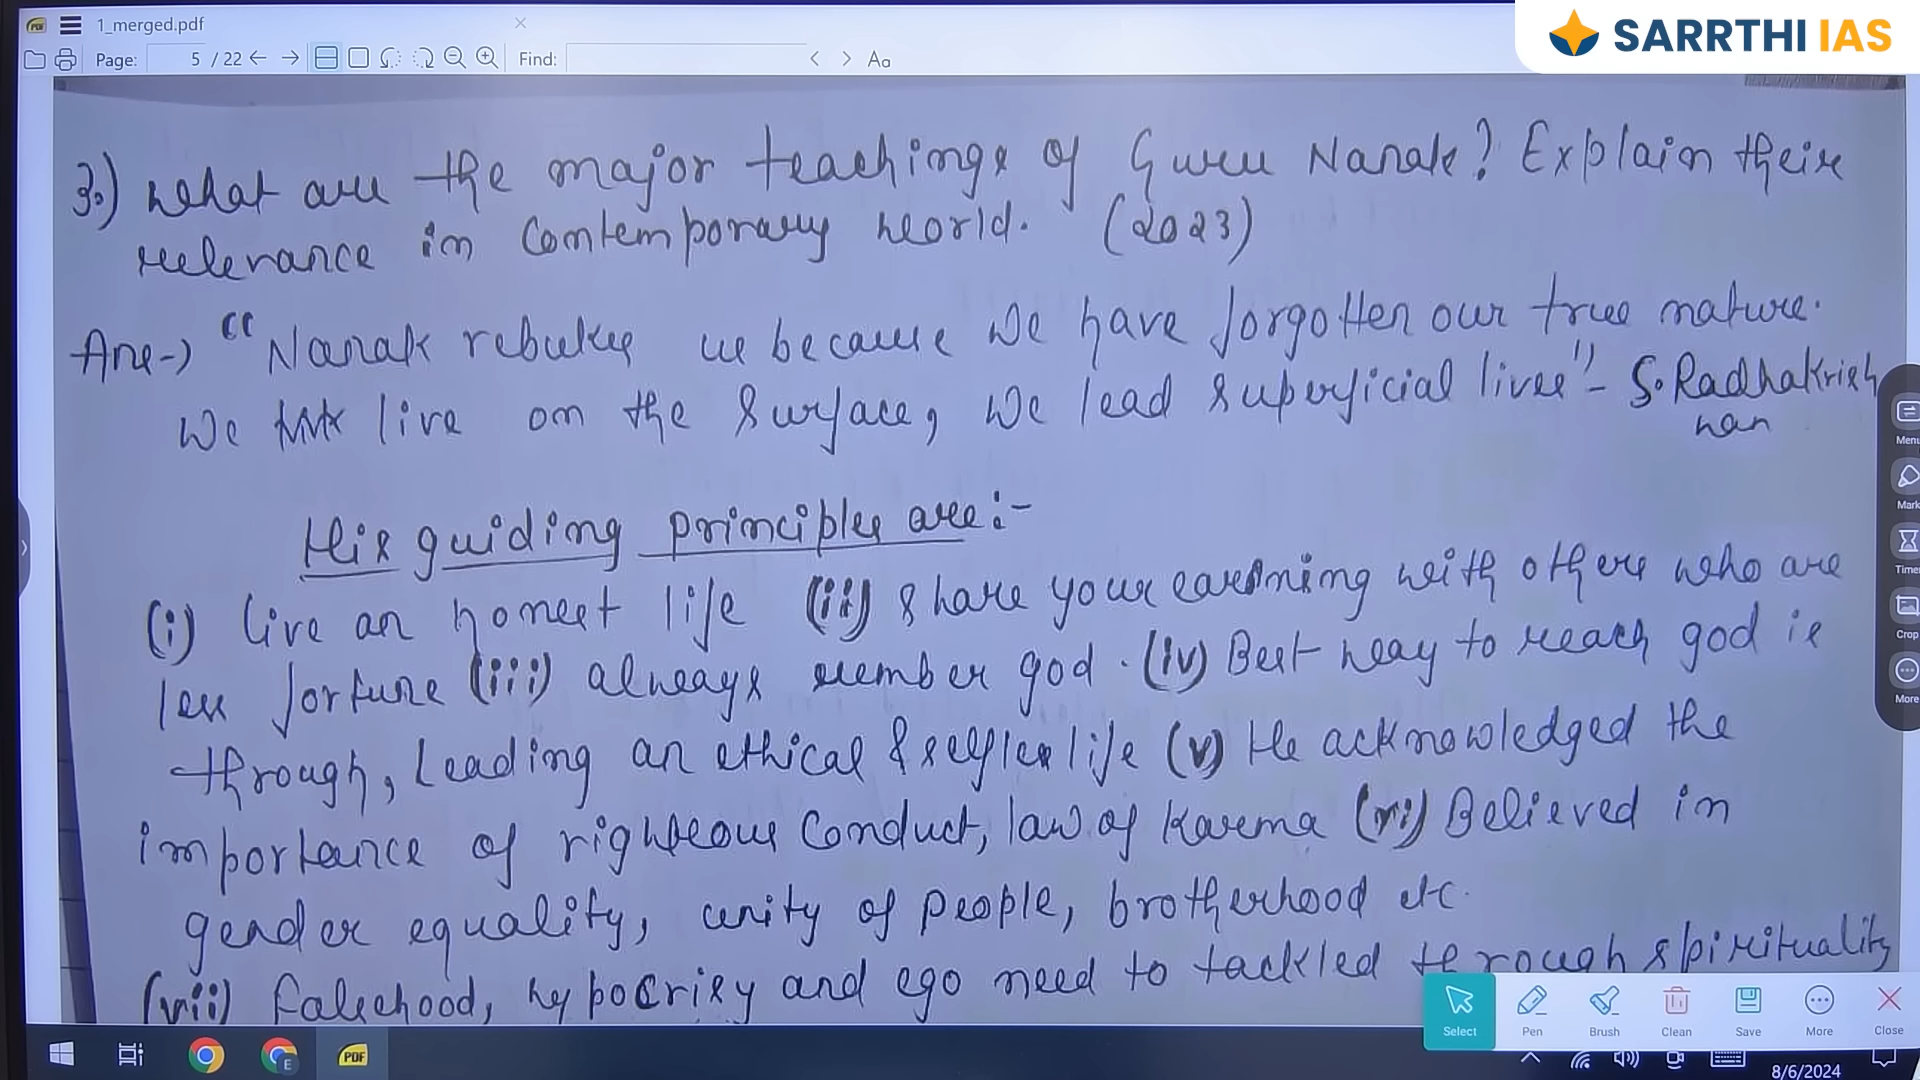 1_merged.pdf
SARRTHI IAS
Page: 5 / 22 Find: Aa
3.) What are the major teachings of Guru Nanak? Explain their
relevance in Contemporary world. (2023)
Ans→ "Nanak rebukes us because We have forgotten our true nature.
We live on the surface, We lead superficial lives" - S. Radhakrish
nan
Menu
Mark
Time
Crop
More
His guiding principles are:-
(i) live an honest life (ii) share your earning with others who are
less fortune (iii) always remember god. (iv) Best way to reach god is
through, Leading an ethical & selfless life (v) He acknowledged the
importance of righteous Conduct, law of Karma (vi) Believed in
gender equality, unity of people, brotherhood etc.
(vii) falsehood, hypocrisy and ego need to tackled through spirituality
Select Pen Brush Clean Save More Close
8/6/2024